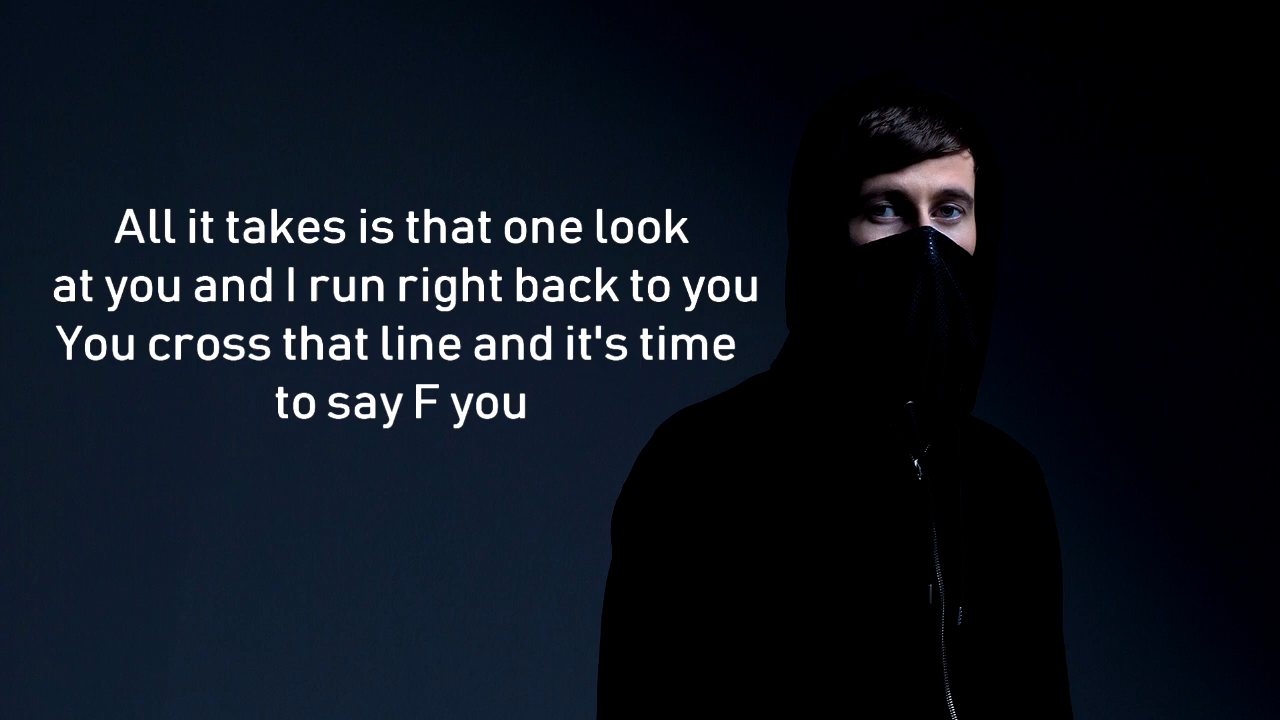 All it takes is that one look
at you and I run right back to you
You cross that line and it's time
to say F you